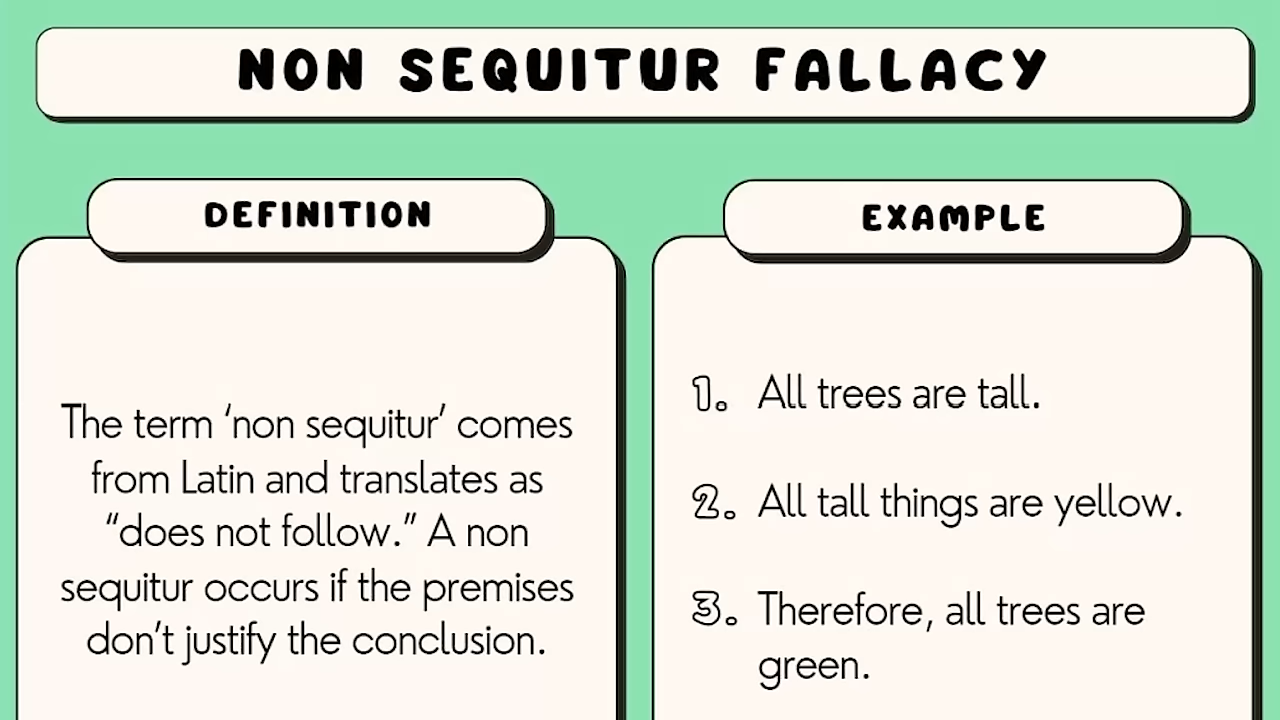 NON SEQUITUR FALLACY
DEFINITION
The term ‘non sequitur’ comes
from Latin and translates as
“does not follow.” A non
sequitur occurs if the premises
don’t justify the conclusion.
EXAMPLE
1. All trees are tall.
2. All tall things are yellow.
3. Therefore, all trees are
green.